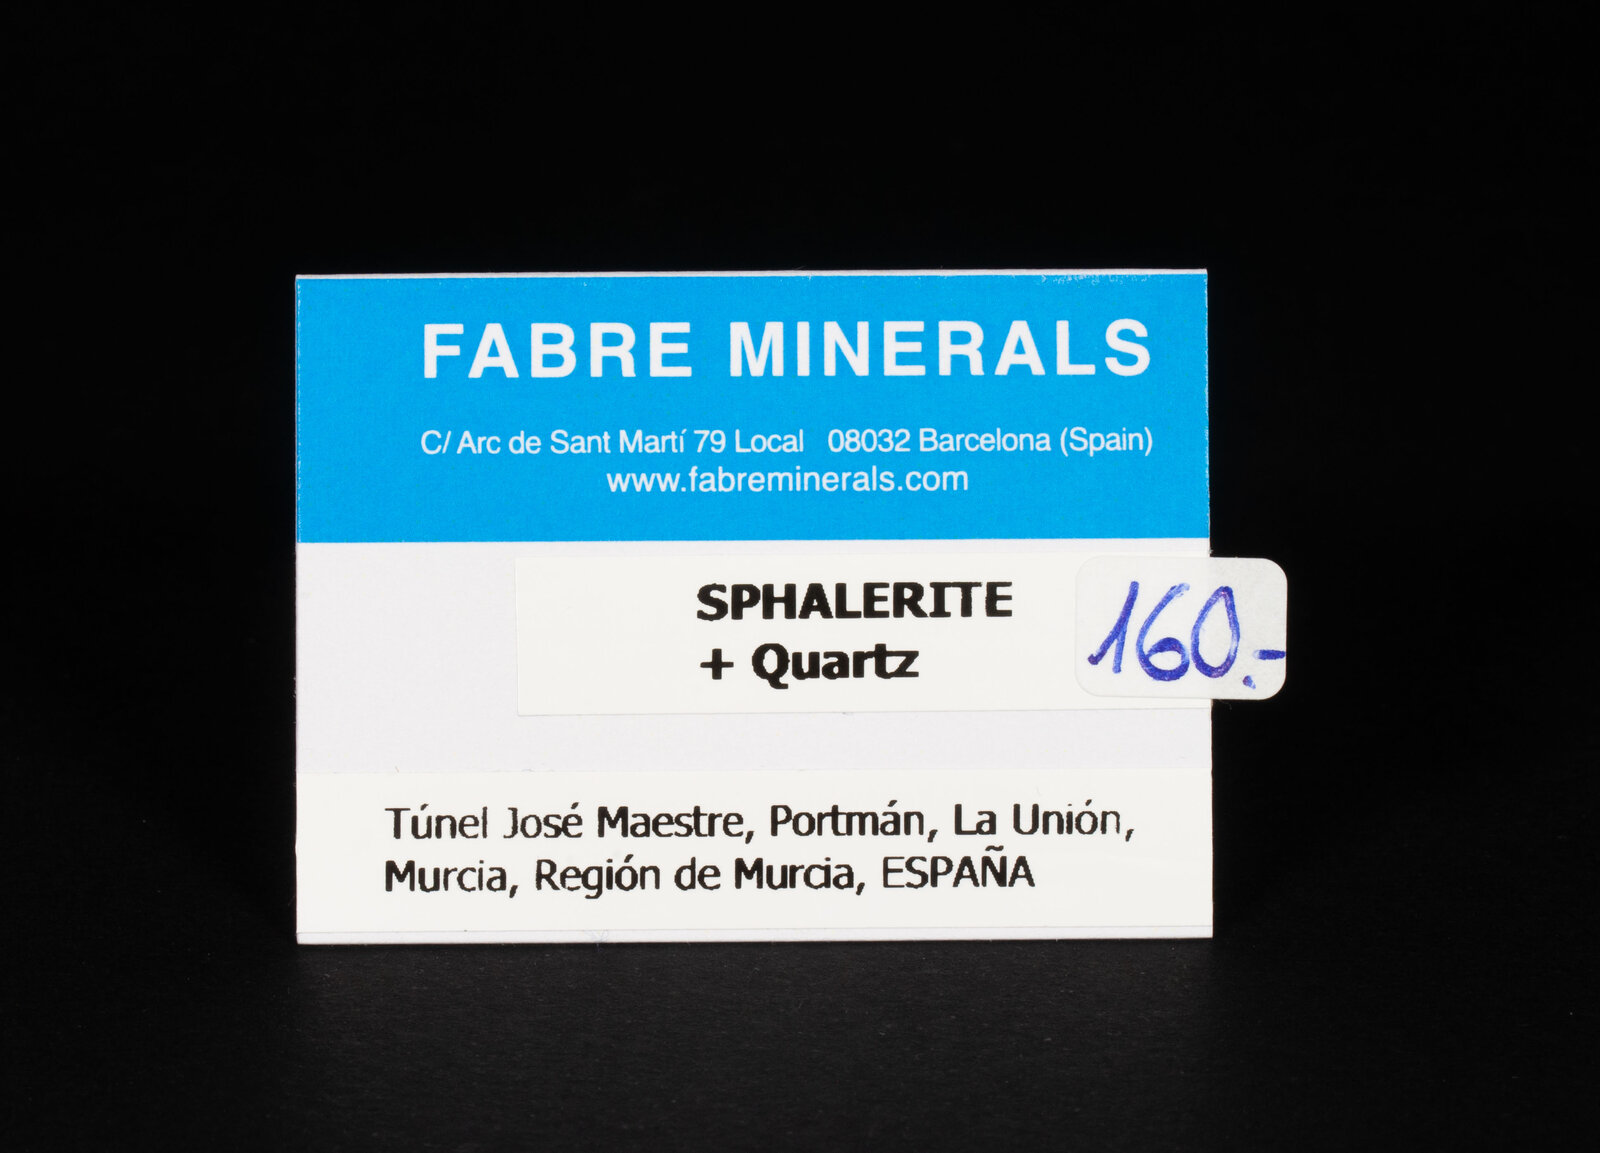 FABRE MINERALS
C/ Arc de Sant Martí 79 Local 08032 Barcelona (Spain)
www.fabreminerals.com
SPHALERITE
+ Quartz
160.-
Túnel José Maestre, Portmán, La Unión,
Murcia, Región de Murcia, ESPAÑA